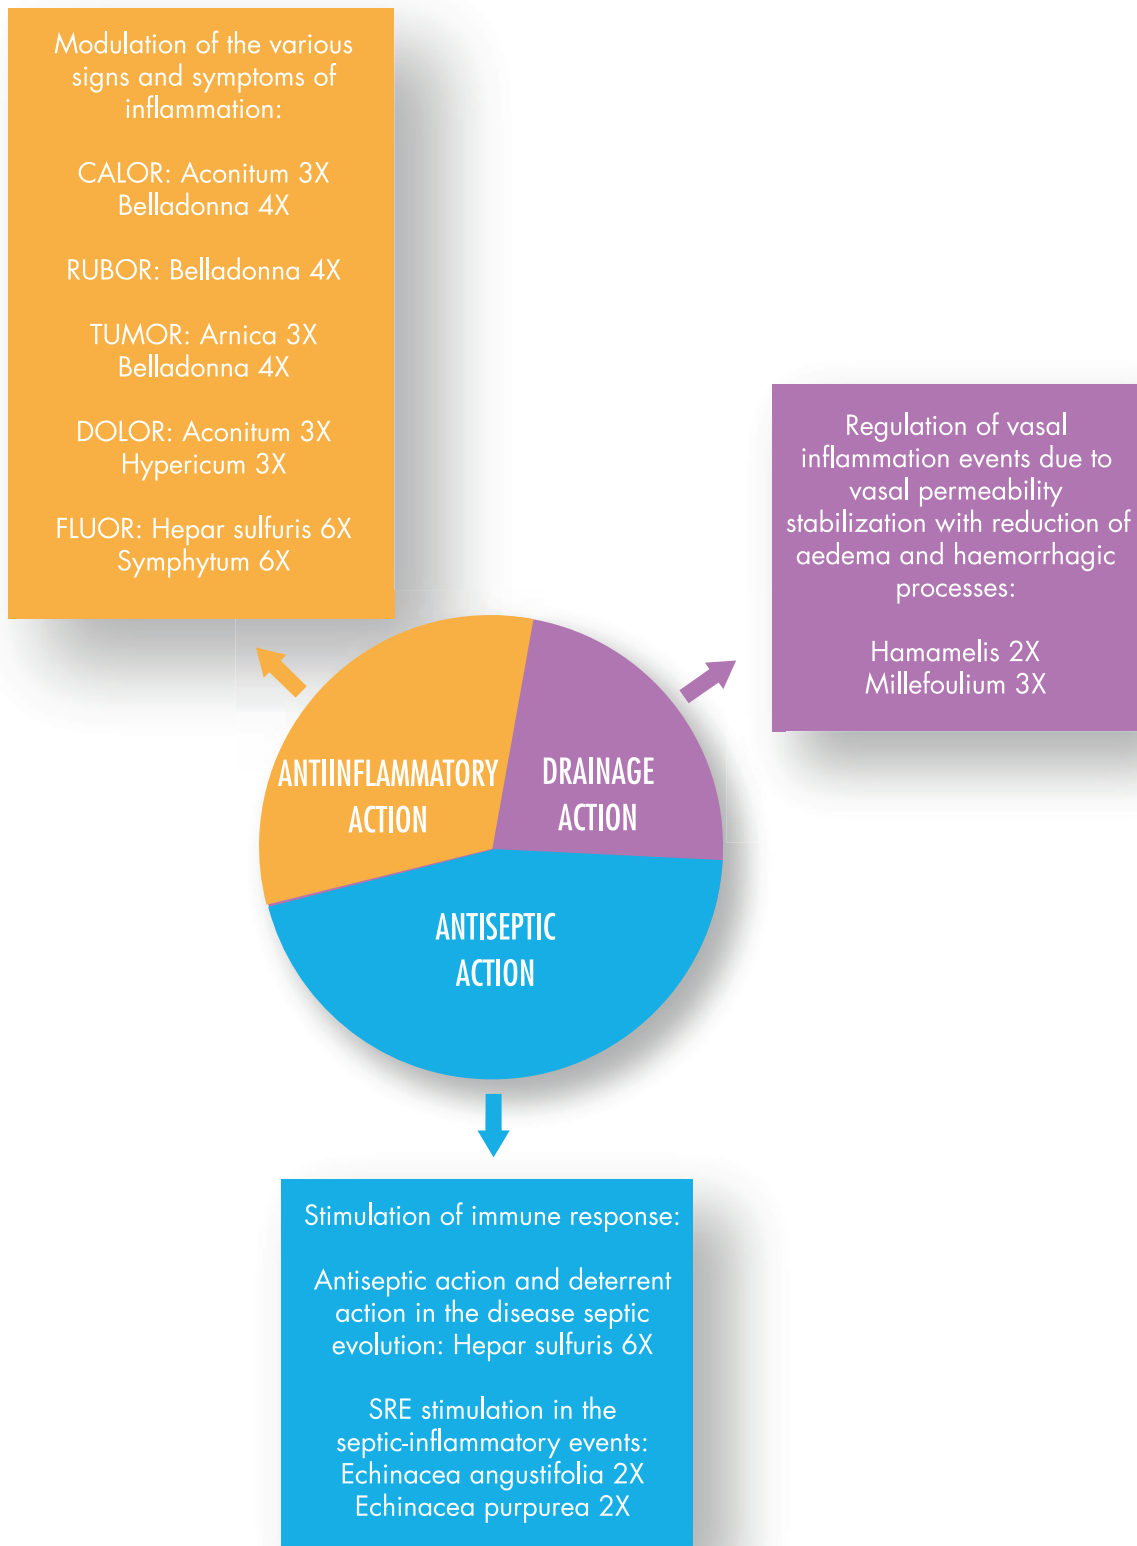 Modulation of the various
signs and symptoms of
inflammation:
CALOR: Aconitum 3X
Belladonna 4X
RUBOR: Belladonna 4X
TUMOR: Arnica 3X
Belladonna 4X
DOLOR: Aconitum 3X
Hypericum 3X
FLUOR: Hepar sulfuris 6X
Symphytum 6X
Regulation of vasal
inflammation events due to
vasal permeability
stabilization with reduction of
aedema and haemorrhagic
processes:
Hamamelis 2X
Millefoulium 3X
ANTIINFLAMMATORY
ACTION
DRAINAGE
ACTION
ANTISEPTIC
ACTION
Stimulation of immune response:
Antiseptic action and deterrent
action in the disease septic
evolution: Hepar sulfuris 6X
SRE stimulation in the
septic-inflammatory events:
Echinacea angustifolia 2X
Echinacea purpurea 2X